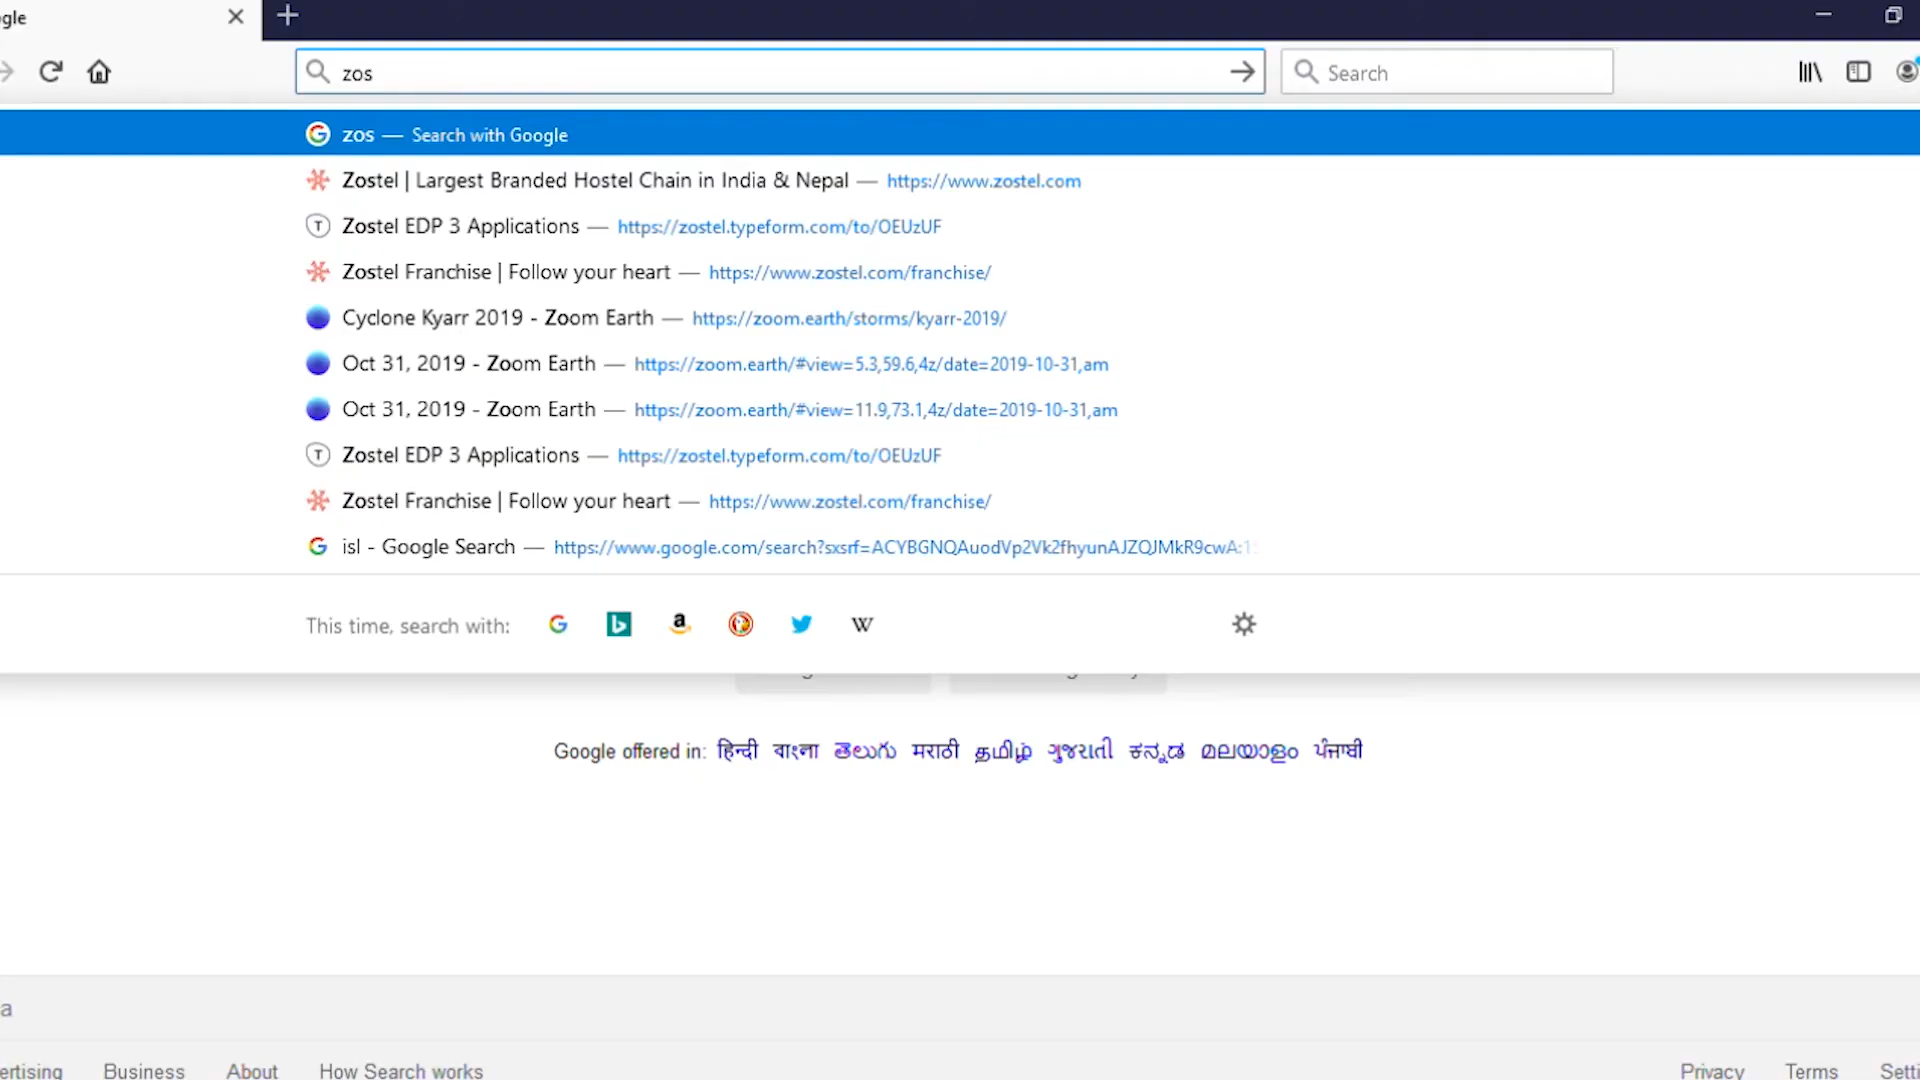 gle
zos
Search
zos — Search with Google
Zostel | Largest Branded Hostel Chain in India & Nepal — https://www.zostel.com
Zostel EDP 3 Applications — https://zostel.typeform.com/to/OEUzUF
Zostel Franchise | Follow your heart — https://www.zostel.com/franchise/
Cyclone Kyarr 2019 - Zoom Earth — https://zoom.earth/storms/kyarr-2019/
Oct 31, 2019 - Zoom Earth — https://zoom.earth/#view=5.3,59.6,4z/date=2019-10-31,am
Oct 31, 2019 - Zoom Earth — https://zoom.earth/#view=11.9,73.1,4z/date=2019-10-31,am
Zostel EDP 3 Applications — https://zostel.typeform.com/to/OEUzUF
Zostel Franchise | Follow your heart — https://www.zostel.com/franchise/
isl - Google Search — https://www.google.com/search?sxsrf=ACYBGNQAuodVp2Vk2fhyunAJZQJMkR9cwA:1
This time, search with:
Google offered in: हिन्दी বাংলা తెలుగు मराठी தமிழ் ગુજરાતી ಕನ್ನಡ മലയാളം ਪੰਜਾਬੀ
a
ertising Business About How Search works Privacy Terms Setti